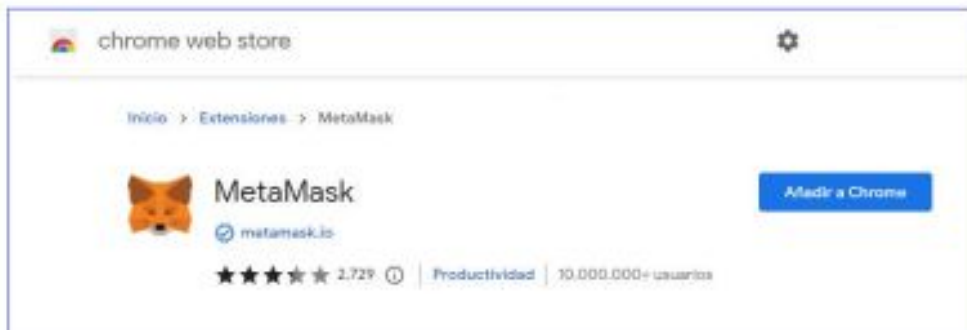 chrome web store
Inicio > Extensiones > MetaMask
MetaMask
Añadir a Chrome
metamask.io
2.729 | Productividad | 10.000.000+ usuarios